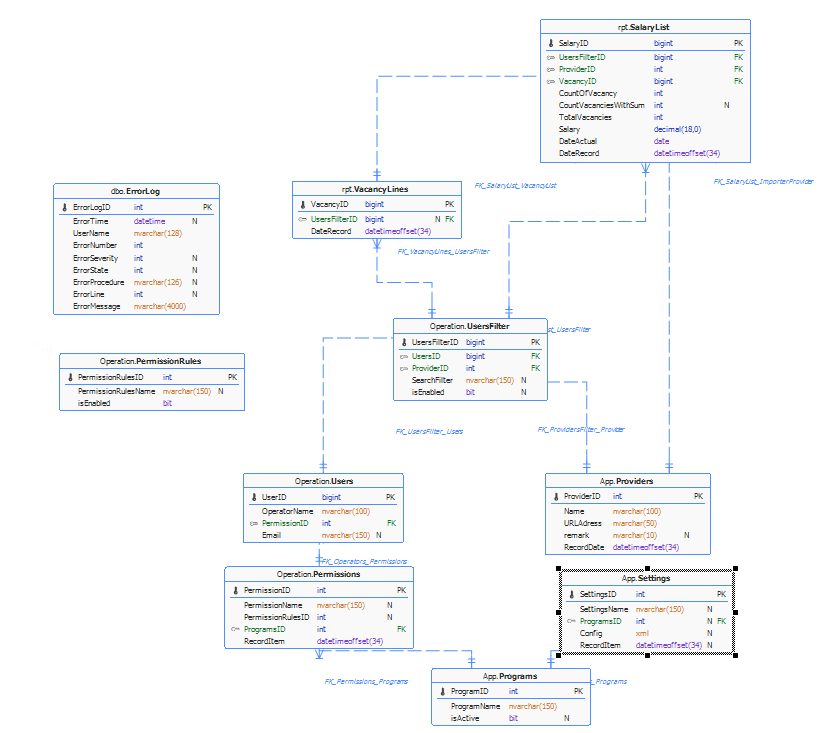 rpt.SalaryList
SalaryID bigint PK
UsersFilterID bigint FK
ProviderID int FK
VacancyID bigint FK
CountOfVacancy int
CountVacanciesWithSum int N
TotalVacancies int
Salary decimal(18,0)
DateActual date
DateRecord datetimeoffset(34)
FK_SalaryList_VacancyList
FK_SalaryList_ImporterProvider
rpt.VacancyLines
VacancyID bigint PK
UsersFilterID bigint N FK
DateRecord datetimeoffset(34)
FK_VacancyLines_UsersFilter
dbo.ErrorLog
ErrorLogID int PK
ErrorTime datetime N
UserName nvarchar(128)
ErrorNumber int
ErrorSeverity int N
ErrorState int N
ErrorProcedure nvarchar(126) N
ErrorLine int N
ErrorMessage nvarchar(4000)
Operation.UsersFilter
UsersFilterID bigint PK
UsersID bigint FK
ProviderID int FK
SearchFilter nvarchar(150) N
isEnabled bit N
st_UsersFilter
Operation.PermissionRules
PermissionRulesID int PK
PermissionRulesName nvarchar(150) N
isEnabled bit
FK_UsersFilter_Users
FK_ProvidersFilter_Provider
Operation.Users
UserID bigint PK
OperatorName nvarchar(100)
PermissionID int FK
Email nvarchar(150) N
FK_Operators_Permissions
App.Providers
ProviderID int PK
Name nvarchar(100)
URLAdress nvarchar(50)
remark nvarchar(10) N
RecordDate datetimeoffset(34)
Operation.Permissions
PermissionID int PK
PermissionName nvarchar(150) N
PermissionRulesID int N
ProgramsID int FK
RecordItem datetimeoffset(34)
App.Settings
SettingsID int PK
SettingsName nvarchar(150) N
ProgramsID int N FK
Config xml N
RecordItem datetimeoffset(34) N
FK_Permissions_Programs
s_Programs
App.Programs
ProgramID int PK
ProgramName nvarchar(150)
isActive bit N